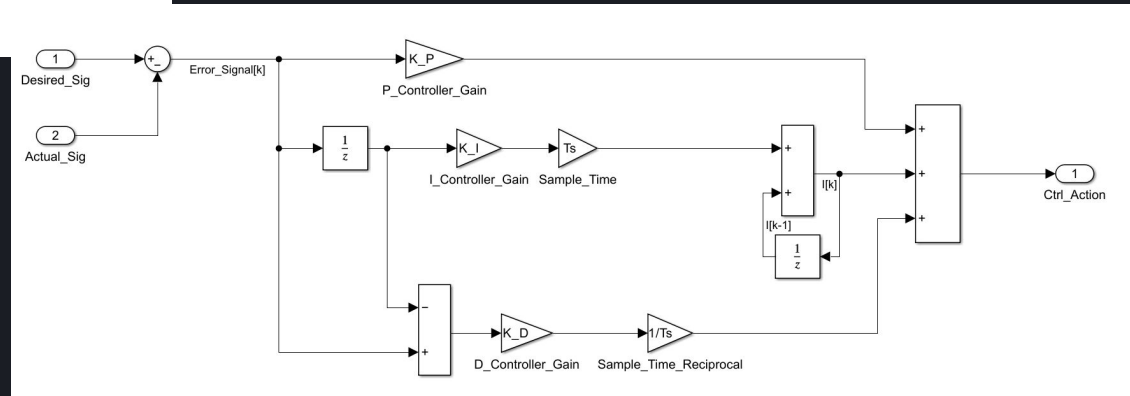 1
Desired_Sig
+
−
Error_Signal[k]
K_P
P_Controller_Gain
+
2
Actual_Sig
1
z
K_I
I_Controller_Gain
Ts
Sample_Time
+
+
I[k]
I[k-1]
1
z
+
+
1
Ctrl_Action
−
+
K_D
D_Controller_Gain
1/Ts
Sample_Time_Reciprocal